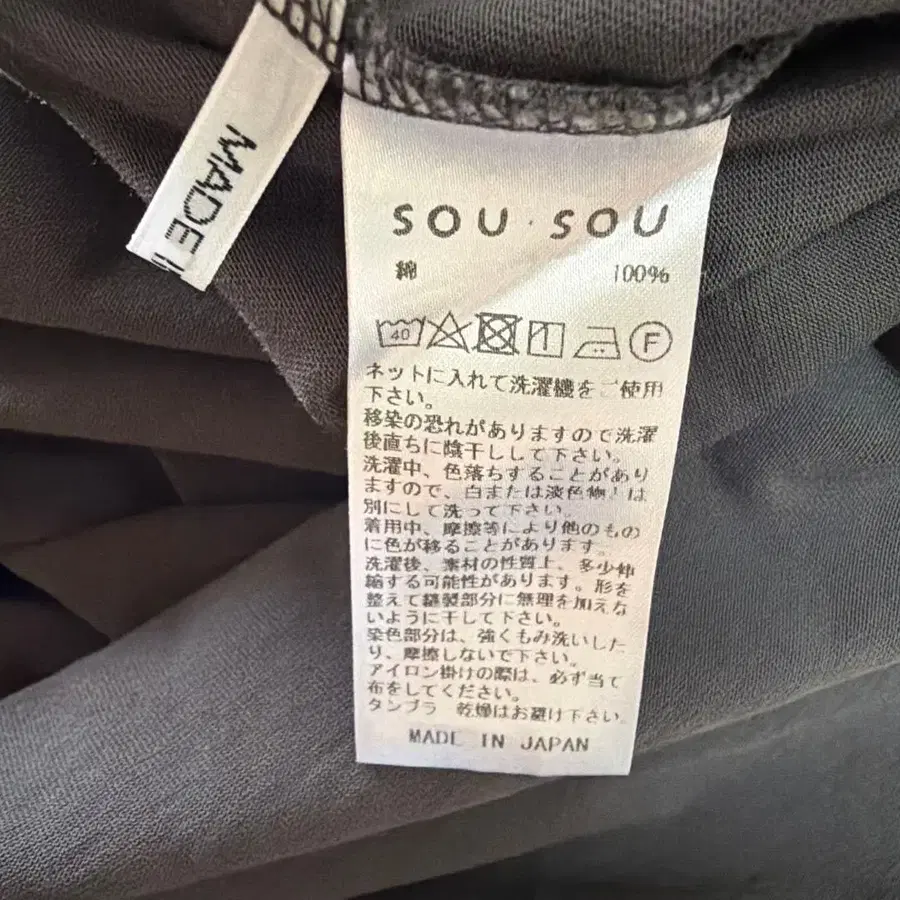 MADE
SOU・SOU
綿 100%
40 F
ネットに入れて洗濯機をご使用
下さい。
移染の恐れがありますので洗濯
後直ちに陰干しして下さい。
洗濯中、色落ちすることがあり
ますので、白または淡色物とは
別にして洗って下さい。
着用中、摩擦等により他のもの
に色が移ることがあります。
洗濯後、素材の性質上、多少伸
縮する可能性があります。形を
整えて縫製部分に無理を加えな
いように干して下さい。
染色部分は、強くもみ洗いした
り、摩擦しないで下さい。
アイロン掛けの際は、必ず当て
布をしてください。
タンブラ 乾燥はお避け下さい。
MADE IN JAPAN